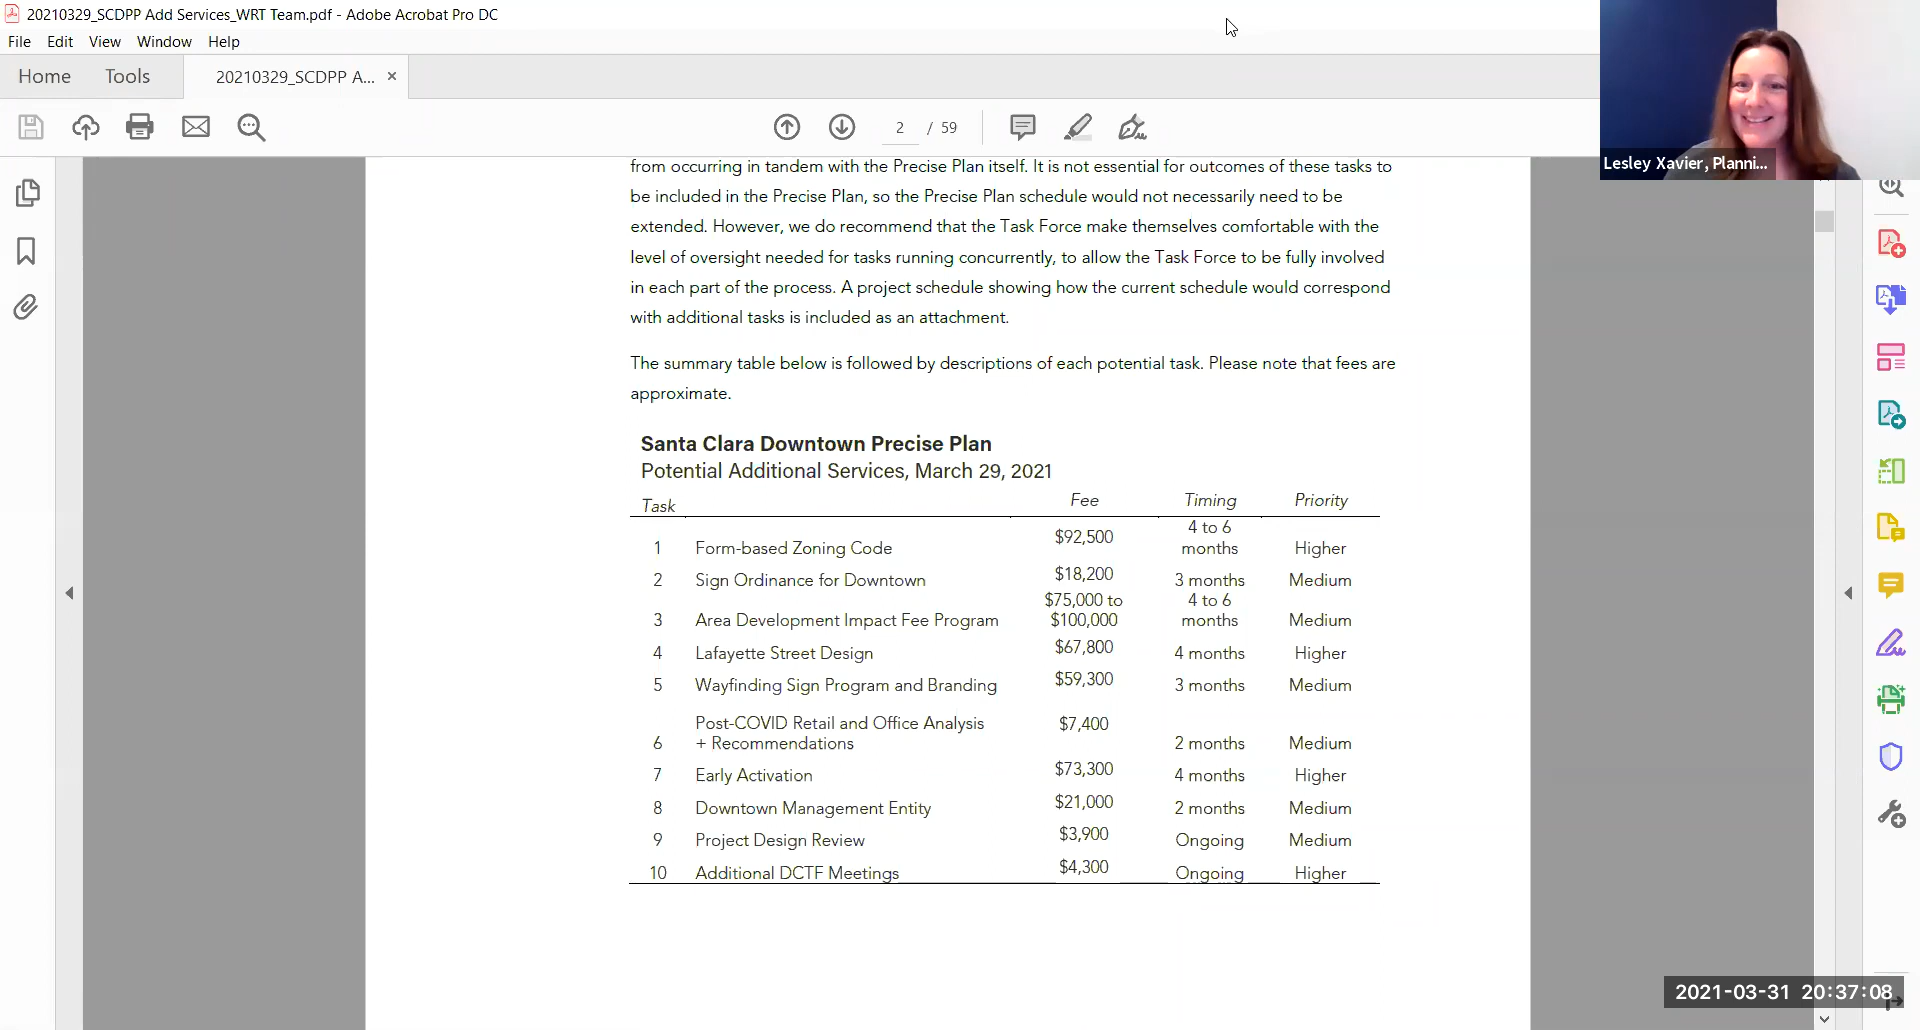 20210329_SCDPP Add Services_WRT Team.pdf - Adobe Acrobat Pro DC
File Edit View Window Help
Home Tools 20210329_SCDPP A... ×
2 / 59
Lesley Xavier, Planni...
from occurring in tandem with the Precise Plan itself. It is not essential for outcomes of these tasks to
be included in the Precise Plan, so the Precise Plan schedule would not necessarily need to be
extended. However, we do recommend that the Task Force make themselves comfortable with the
level of oversight needed for tasks running concurrently, to allow the Task Force to be fully involved
in each part of the process. A project schedule showing how the current schedule would correspond
with additional tasks is included as an attachment.
The summary table below is followed by descriptions of each potential task. Please note that fees are
approximate.
Santa Clara Downtown Precise Plan
Potential Additional Services, March 29, 2021
Task Fee Timing Priority
1 Form-based Zoning Code $92,500 4 to 6 months Higher
2 Sign Ordinance for Downtown $18,200 3 months Medium
3 Area Development Impact Fee Program $75,000 to $100,000 4 to 6 months Medium
4 Lafayette Street Design $67,800 4 months Higher
5 Wayfinding Sign Program and Branding $59,300 3 months Medium
6 Post-COVID Retail and Office Analysis + Recommendations $7,400 2 months Medium
7 Early Activation $73,300 4 months Higher
8 Downtown Management Entity $21,000 2 months Medium
9 Project Design Review $3,900 Ongoing Medium
10 Additional DCTF Meetings $4,300 Ongoing Higher
2021-03-31 20:37:08